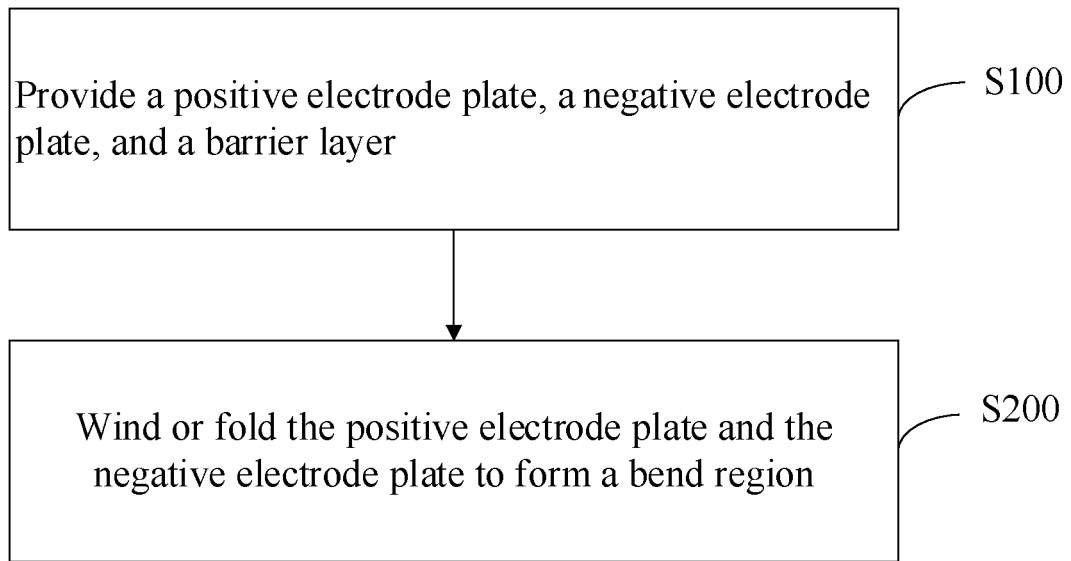 Provide a positive electrode plate, a negative electrode
plate, and a barrier layer
S100
Wind or fold the positive electrode plate and the
negative electrode plate to form a bend region
S200